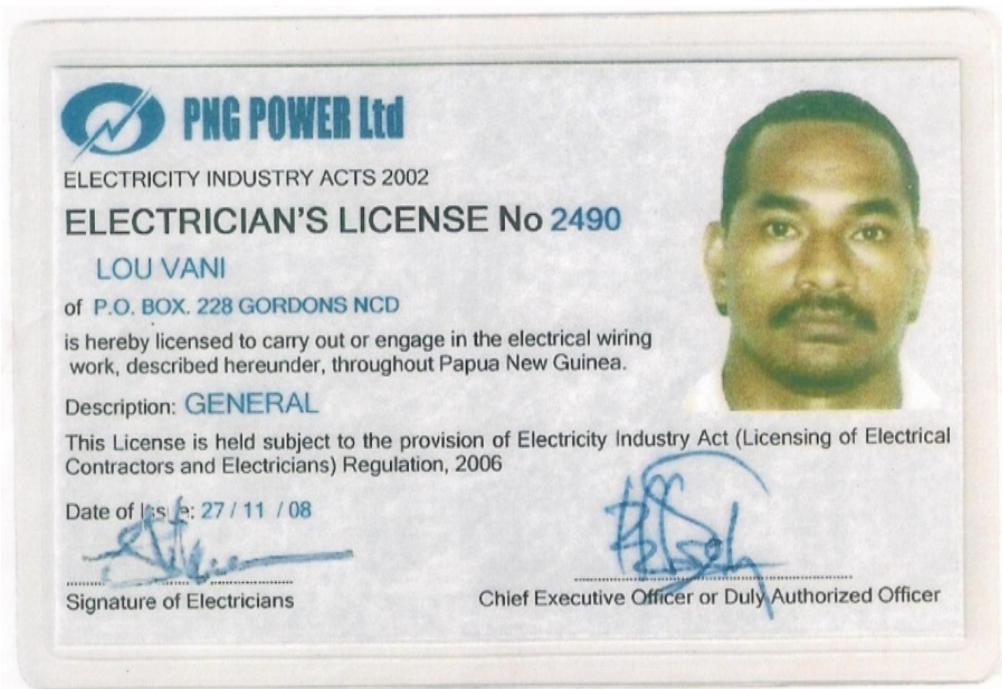 PNG POWER Ltd
ELECTRICITY INDUSTRY ACTS 2002
ELECTRICIAN'S LICENSE No 2490
LOU VANI
of P.O. BOX. 228 GORDONS NCD
is hereby licensed to carry out or engage in the electrical wiring
work, described hereunder, throughout Papua New Guinea.
Description: GENERAL
This License is held subject to the provision of Electricity Industry Act (Licensing of Electrical
Contractors and Electricians) Regulation, 2006
Date of Issue: 27 / 11 / 08
Signature of Electricians
Chief Executive Officer or Duly Authorized Officer